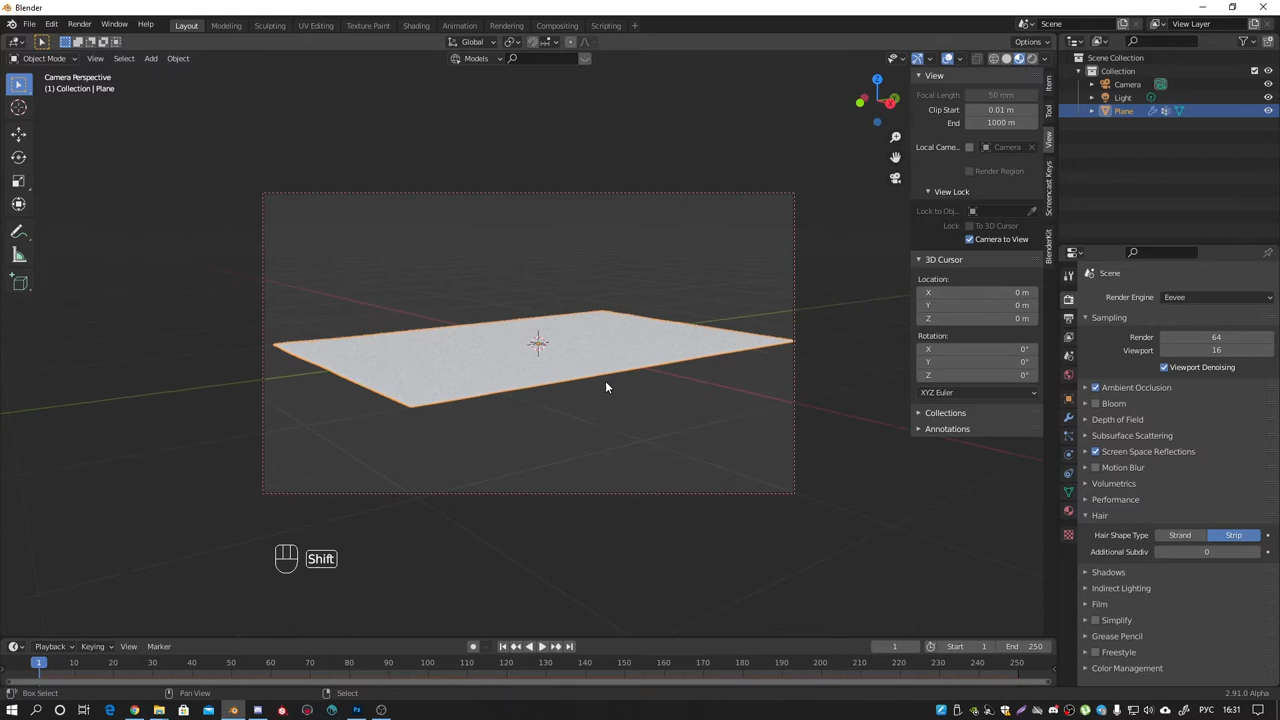 Blender
File Edit Render Window Help Layout Modeling Sculpting UV Editing Texture Paint Shading Animation Rendering Compositing Scripting + Scene View Layer
Global Options
Object Mode View Select Add Object Models
Camera Perspective
(1) Collection | Plane
View
Focal Length 50 mm
Clip Start 0.01 m
End 1000 m
Local Came... Camera
Render Region
View Lock
Lock to Obj...
Lock To 3D Cursor
Camera to View
3D Cursor
Location:
X 0 m
Y 0 m
Z 0 m
Rotation:
X 0°
Y 0°
Z 0°
XYZ Euler
Collections
Annotations
Item
Tool
View
Screencast Keys
BlenderKit
Z
Y
X
Scene Collection
Collection
Camera
Light
Plane
Scene
Render Engine Eevee
Sampling
Render 64
Viewport 16
Viewport Denoising
Ambient Occlusion
Bloom
Depth of Field
Subsurface Scattering
Screen Space Reflections
Motion Blur
Volumetrics
Performance
Hair
Hair Shape Type Strand Strip
Additional Subdiv 0
Shadows
Indirect Lighting
Film
Simplify
Grease Pencil
Freestyle
Color Management
Shift
Playback Keying View Marker 1 Start 1 End 250
1 10 20 30 40 50 60 70 80 90 100 110 120 130 140 150 160 170 180 190 200 210 220 230 240 250
Box Select Pan View Select 2.91.0 Alpha
РУС 16:31